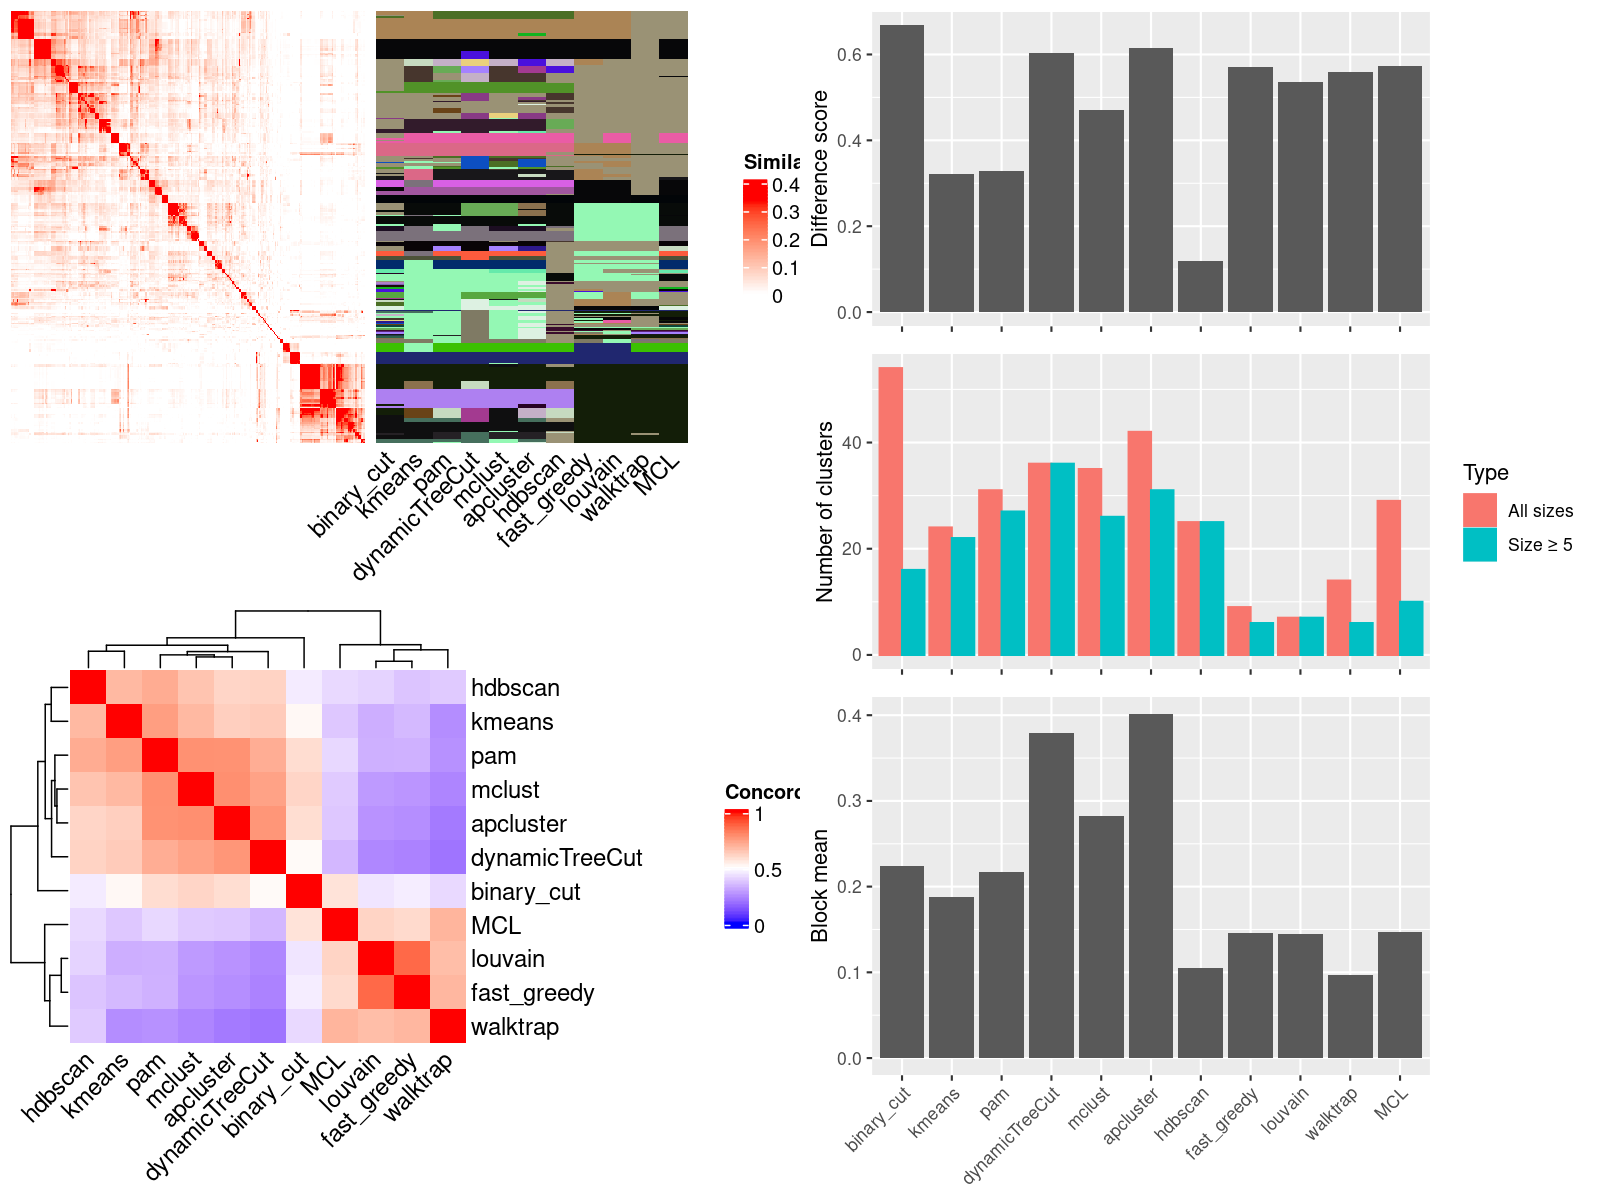 Simila
0.4
0.3
0.2
0.1
0
binary_cut
kmeans
pam
dynamicTreeCut
mclust
apcluster
hdbscan
fast_greedy
louvain
walktrap
MCL
hdbscan
kmeans
pam
mclust
apcluster
dynamicTreeCut
binary_cut
MCL
louvain
fast_greedy
walktrap
hdbscan
kmeans
pam
mclust
apcluster
dynamicTreeCut
binary_cut
MCL
louvain
fast_greedy
walktrap
Concord
1
0.5
0
Difference score
0.6
0.4
0.2
0.0
Number of clusters
40
20
0
Type
All sizes
Size ≥ 5
Block mean
0.4
0.3
0.2
0.1
0.0
binary_cut
kmeans
pam
dynamicTreeCut
mclust
apcluster
hdbscan
fast_greedy
louvain
walktrap
MCL